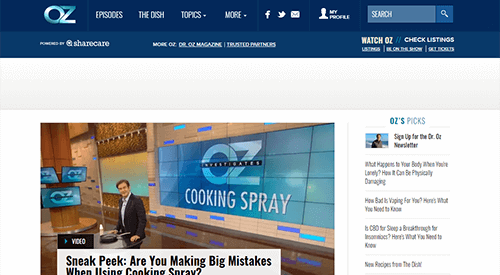 OZ
EPISODES THE DISH TOPICS MORE MY PROFILE SEARCH
POWERED BY sharecare
MORE OZ: DR. OZ MAGAZINE | TRUSTED PARTNERS
WATCH OZ // CHECK LISTINGS
LISTINGS | BE ON THE SHOW | GET TICKETS
OZ
INVESTIGATES
COOKING SPRAY
VIDEO
Sneak Peek: Are You Making Big Mistakes
When Using Cooking Spray?
OZ'S PICKS
Sign Up for the Dr. Oz
Newsletter
What Happens to Your Body When You're
Lonely? How It Can Be Physically
Damaging
How Bad Is Vaping For You? Here's What
You Need to Know
Is CBD for Sleep a Breakthrough for
Insomniacs? Here's What You Need to
Know
New Recipes from The Dish!